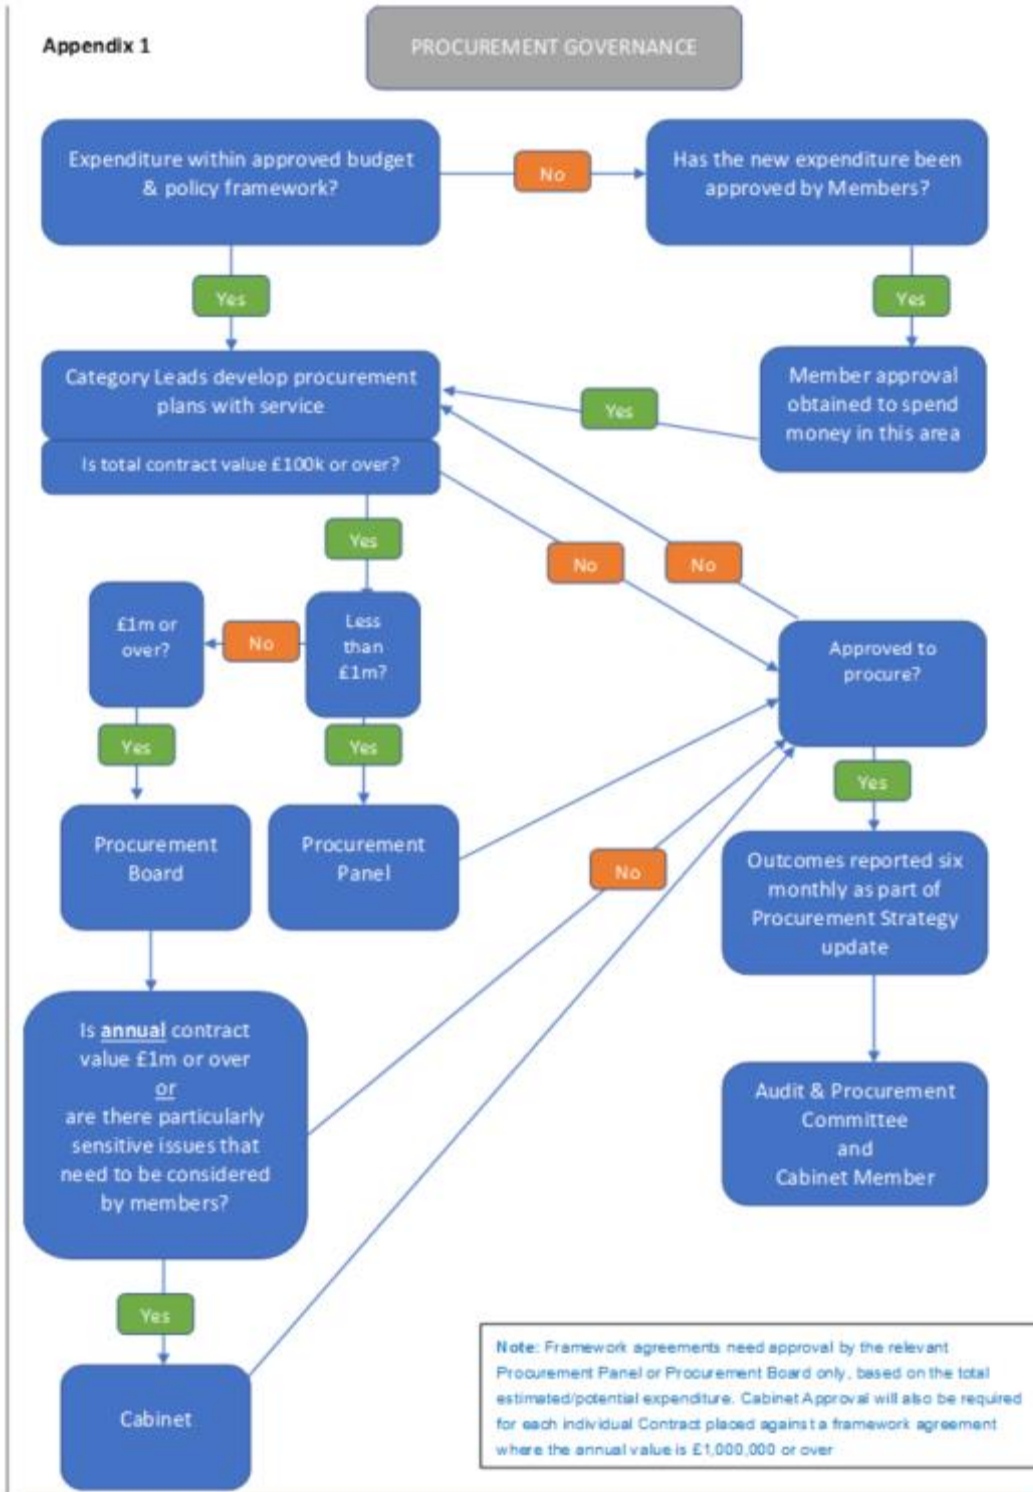 Appendix 1
PROCUREMENT GOVERNANCE
Expenditure within approved budget
& policy framework?
No
Has the new expenditure been
approved by Members?
Yes
Yes
Category Leads develop procurement
plans with service
Yes
Member approval
obtained to spend
money in this area
Is total contract value £100k or over?
Yes
No
No
£1m or
over?
No
Less
than
£1m?
Approved to
procure?
Yes
Yes
Yes
Procurement
Board
Procurement
Panel
No
Outcomes reported six
monthly as part of
Procurement Strategy
update
Is annual contract
value £1m or over
or
are there particularly
sensitive issues that
need to be considered
by members?
Audit & Procurement
Committee
and
Cabinet Member
Yes
Cabinet
Note: Framework agreements need approval by the relevant
Procurement Panel or Procurement Board only, based on the total
estimated/potential expenditure. Cabinet Approval will also be required
for each individual Contract placed against a framework agreement
where the annual value is £1,000,000 or over